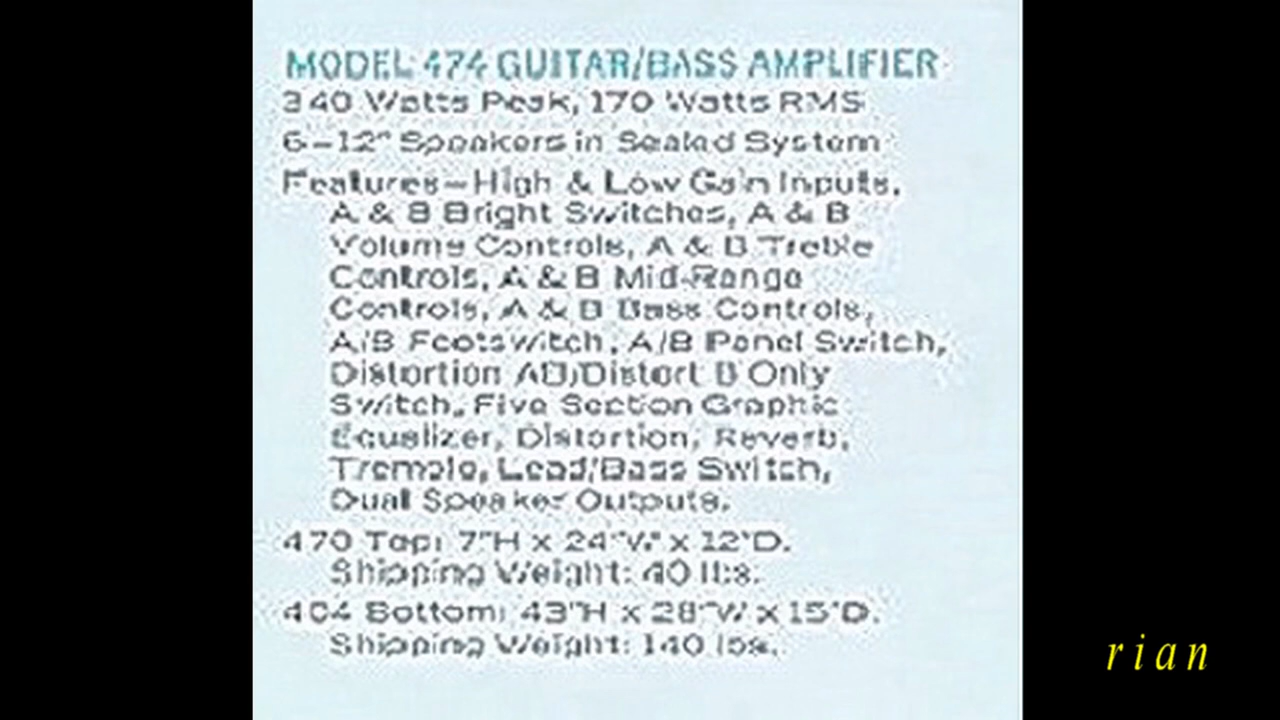 MODEL 474 GUITAR/BASS AMPLIFIER
340 Watts Peak, 170 Watts RMS
6-12" Speakers in Sealed System
Features-High & Low Gain Inputs,
A & B Bright Switches, A & B
Volume Controls, A & B Treble
Controls, A & B Mid-Range
Controls, A & B Bass Controls,
A/B Footswitch, A/B Panel Switch,
Distortion AB/Distort B Only
Switch, Five Section Graphic
Equalizer, Distortion, Reverb,
Tremolo, Lead/Bass Switch,
Dual Speaker Outputs.
470 Top: 7"H x 24"W x 12"D.
Shipping Weight: 40 lbs.
Bottom: 43"H x 28"W x 15"D.
Shipping Weight: 140 lbs.
rian